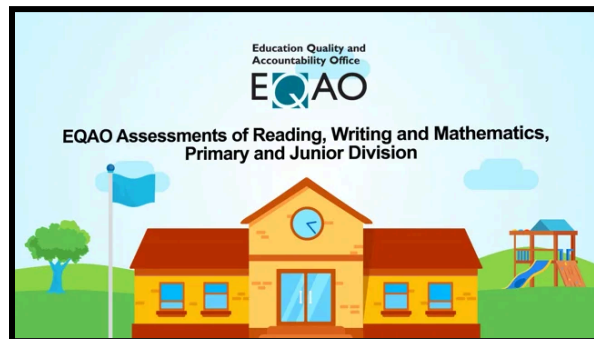 Education Quality and
Accountability Office
EQAO
EQAO Assessments of Reading, Writing and Mathematics,
Primary and Junior Division